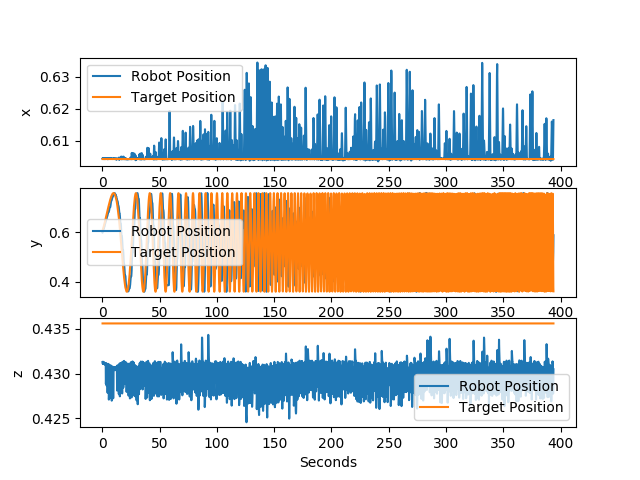 0.63
0.62
0.61
x
Robot Position
Target Position
0 50 100 150 200 250 300 350 400
0.6
0.4
y
Robot Position
Target Position
0 50 100 150 200 250 300 350 400
0.435
0.430
0.425
z
Robot Position
Target Position
0 50 100 150 200 250 300 350 400
Seconds